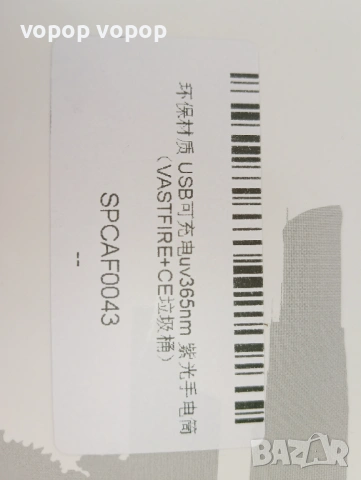 vopop vopop
环保材质 USB可充电uv365nm 紫光手电筒
（VASTFIRE+CE垃圾桶）
SPCAF0043
--
BAZAR